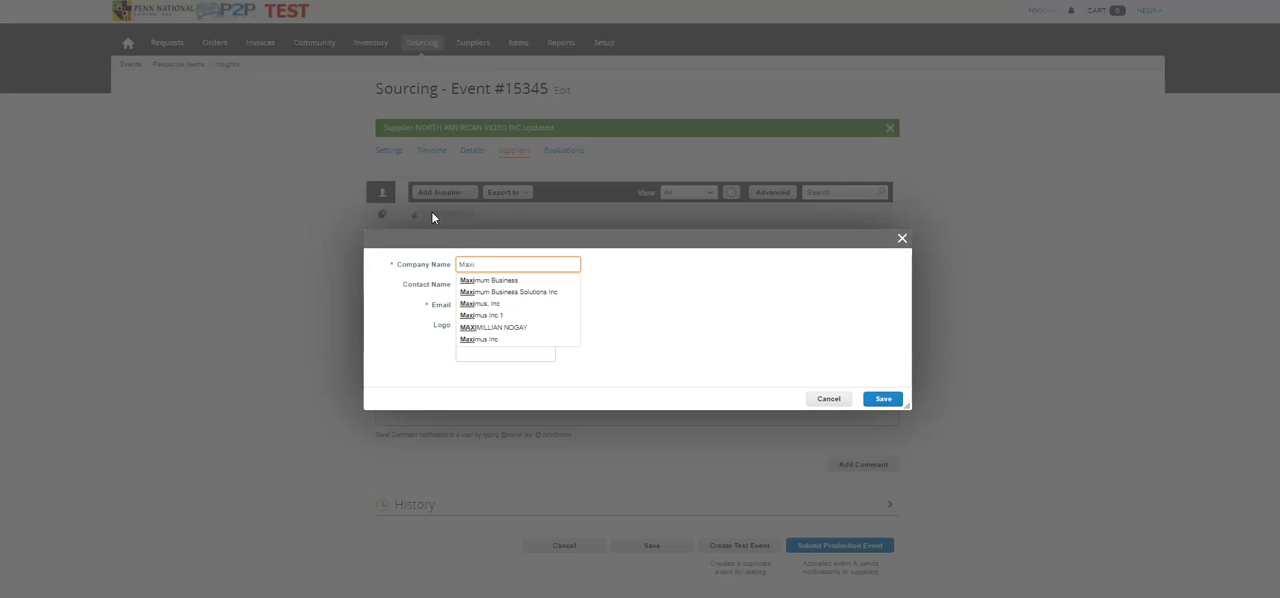 PENN NATIONAL
P2P TEST
CART 0 HELP
Requests Orders Invoices Community Inventory Sourcing Suppliers Items Reports Setup
Events Response Items Insights
Sourcing - Event #15345 Edit
Supplier NORTH AMERICAN VIDEO INC updated
Settings Timeline Details Suppliers Evaluations
Add Supplier Export to View All Advanced Search
* Company Name Maxi
Maximum Business
Contact Name
Maximum Business Solutions Inc
* Email
Maximus, Inc
Maximus Inc.1
Logo
MAXIMILLIAN NOGAY
Maximus Inc
Cancel Save
Send Comment notification to a user by typing @name (ex. @JohnSmith)
Add Comment
History
Cancel Save Create Test Event Submit Production Event
Creates a duplicate event for testing
Activates event & sends notifications to suppliers